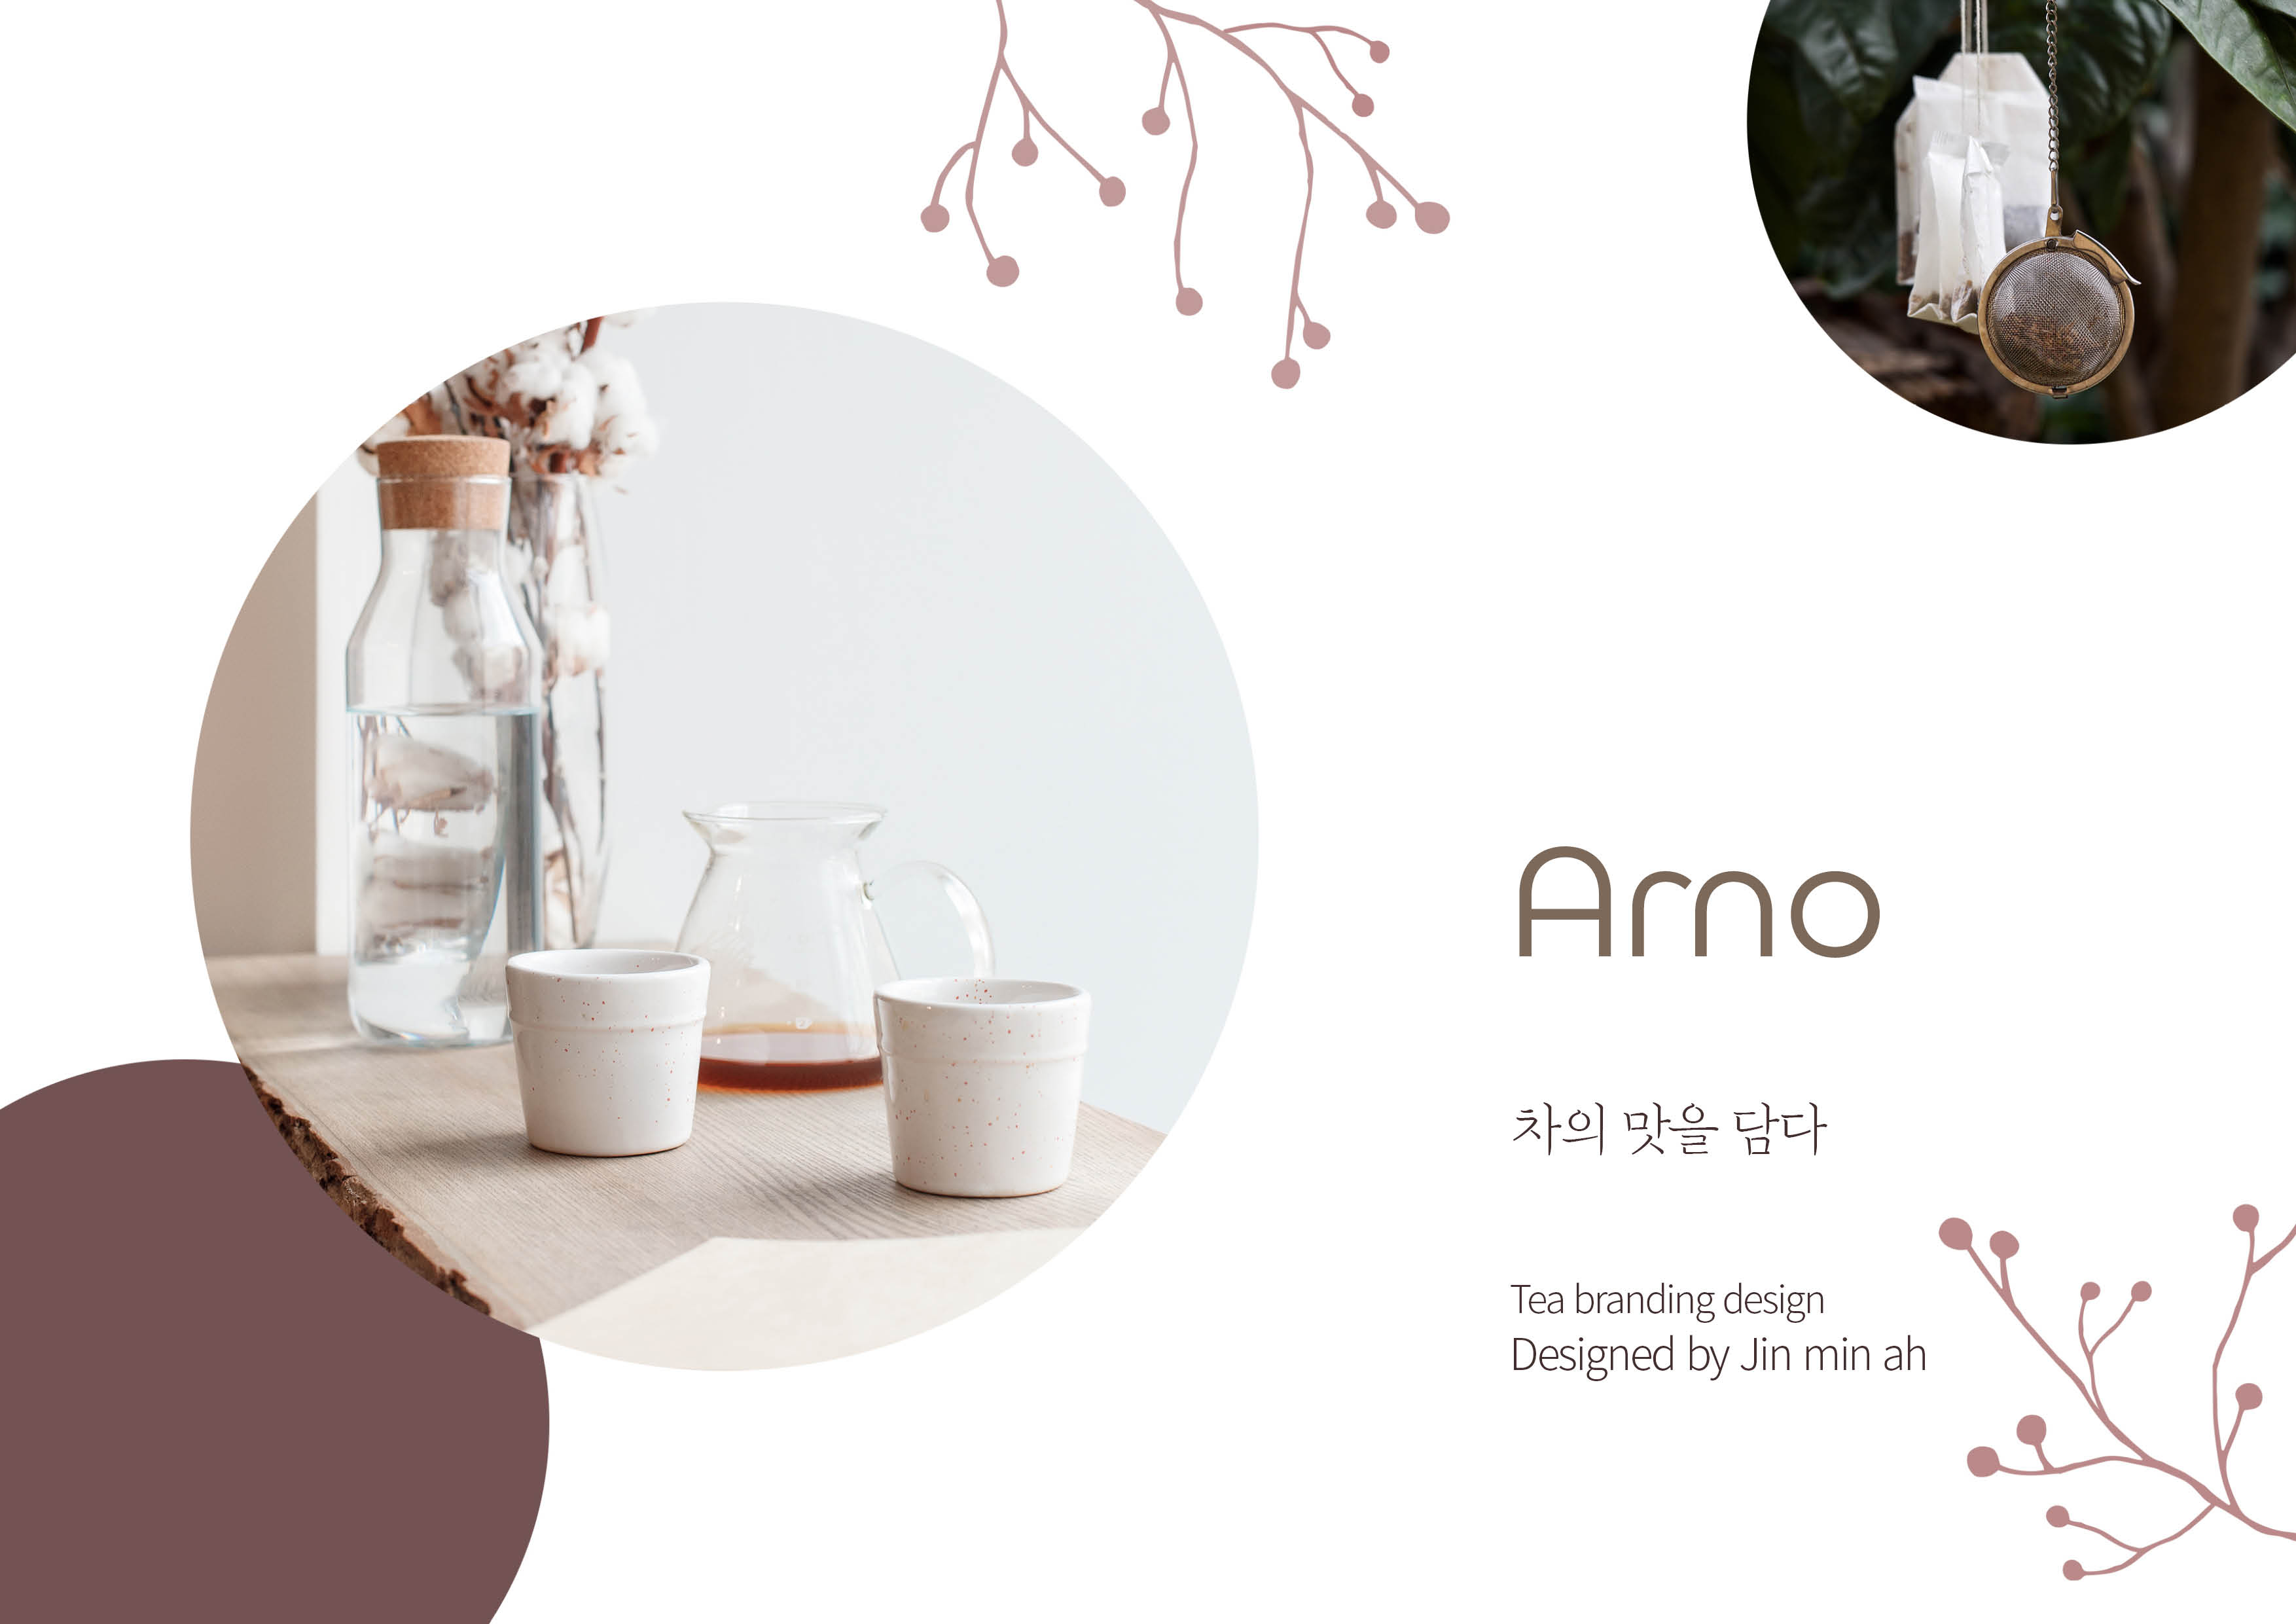 Arno
차의 맛을 담다
Tea branding design
Designed by Jin min ah